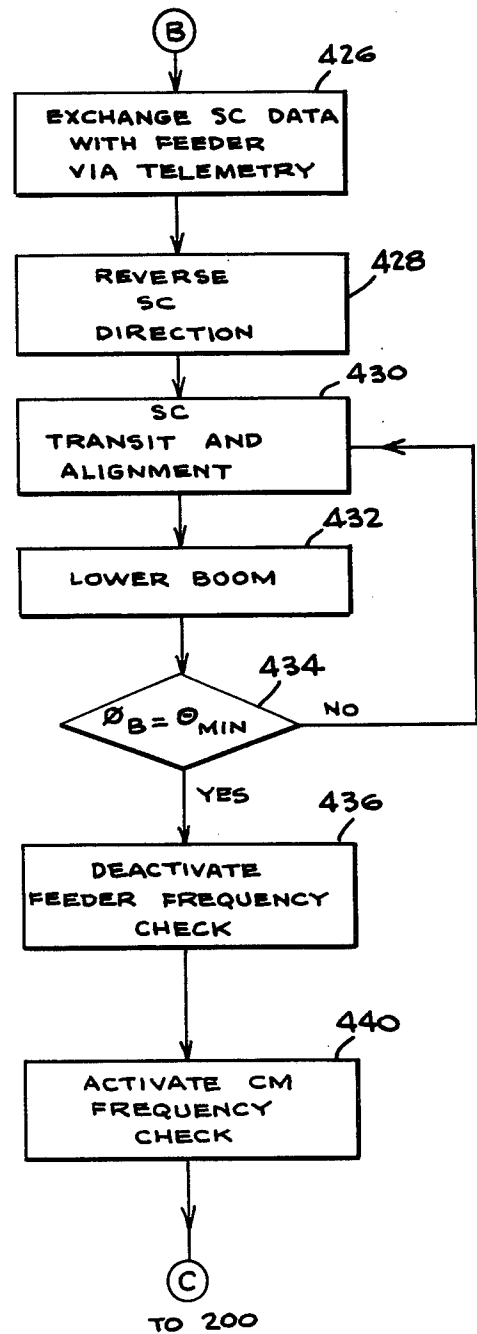 B
426
EXCHANGE SC DATA
WITH FEEDER
VIA TELEMETRY
428
REVERSE
SC
DIRECTION
430
SC
TRANSIT AND
ALIGNMENT
432
LOWER BOOM
434
ØB = ΘMIN
NO
YES
436
DEACTIVATE
FEEDER FREQUENCY
CHECK
440
ACTIVATE CM
FREQUENCY
CHECK
C
TO 200